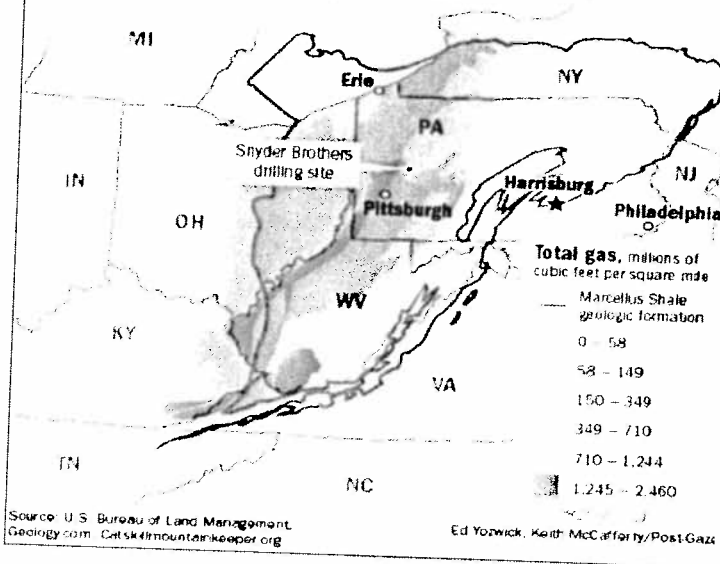 MI
Erie
NY
PA
Snyder Brothers
drilling site
IN
Harrisburg
NJ
OH
Pittsburgh
Philadelphia
Total gas, millions of
cubic feet per square mile
WV
Marcellus Shale
geologic formation
KY
0 – 58
VA
58 – 149
150 – 349
349 – 710
TN
710 – 1,244
NC
1,245 – 2,460
Source: U.S. Bureau of Land Management,
Geology.com Catskillmountainkeeper.org
Ed Yozwick, Keith McCafferty/Post-Gaze